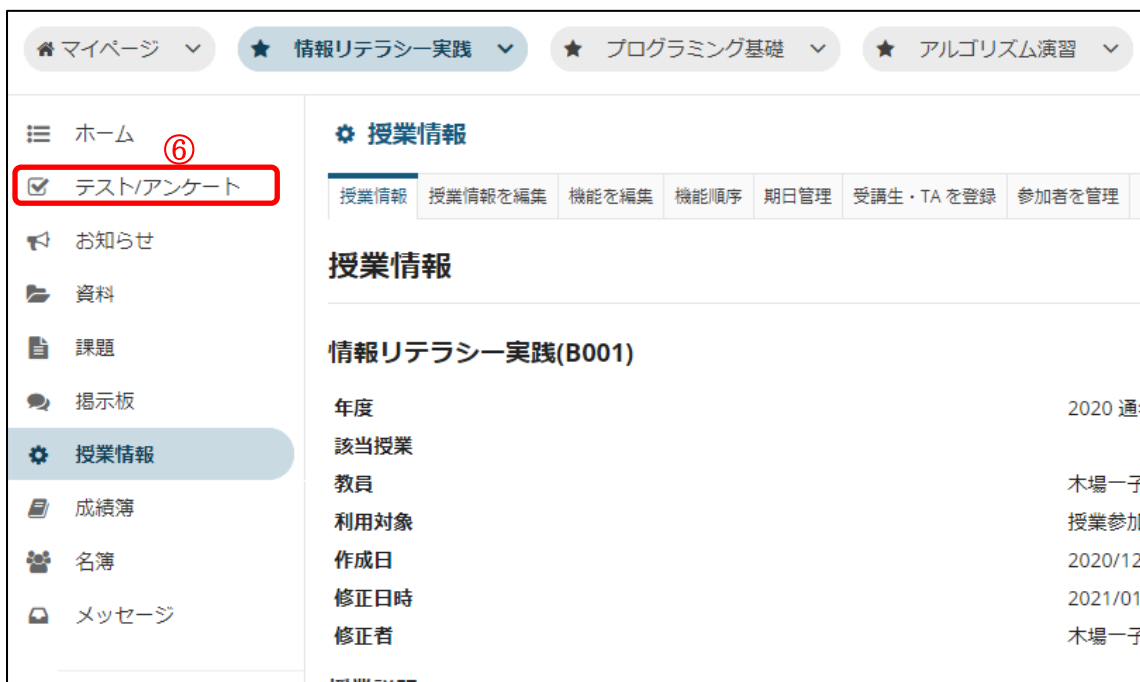 マイページ 情報リテラシー実践 プログラミング基礎 アルゴリズム演習
ホーム
⑥
テスト/アンケート
お知らせ
資料
課題
掲示板
授業情報
成績簿
名簿
メッセージ
授業情報
授業情報 授業情報を編集 機能を編集 機能順序 期日管理 受講生・TAを登録 参加者を管理
授業情報
情報リテラシー実践(B001)
年度 2020 通
該当授業
教員 木場一子
利用対象 授業参加
作成日 2020/12
修正日時 2021/01
修正者 木場一子